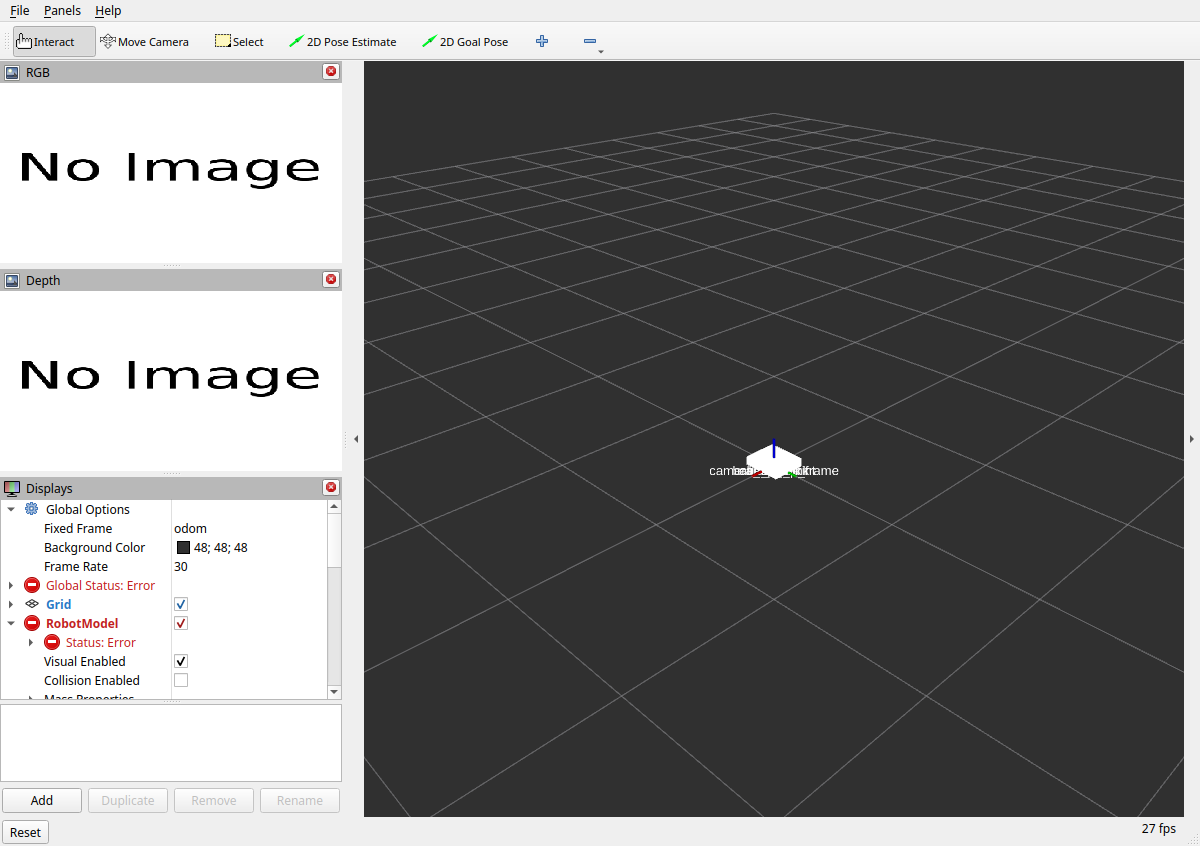 File Panels Help
Interact Move Camera Select 2D Pose Estimate 2D Goal Pose
RGB
No Image
Depth
No Image
Displays
Global Options
Fixed Frame odom
Background Color 48; 48; 48
Frame Rate 30
Global Status: Error
Grid
RobotModel
Status: Error
Visual Enabled
Collision Enabled
Mass Properties
Add Duplicate Remove Rename
Reset
27 fps